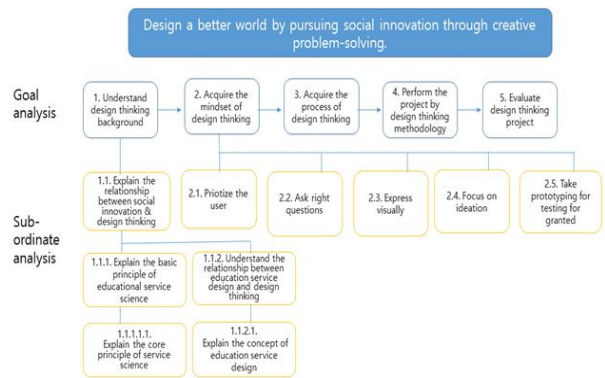 Design a better world by pursuing social innovation through creative
problem-solving.
Goal
analysis
1. Understand
design thinking
background
2. Acquire the
mindset of
design thinking
3. Acquire the
process of
design thinking
4. Perform the
project by
design thinking
methodology
5. Evaluate
design thinking
project
Sub-
ordinate
analysis
1.1. Explain the
relationship
between social
innovation &
design thinking
2.1. Priotize the
user
2.2. Ask right
questions
2.3. Express
visually
2.4. Focus on
ideation
2.5. Take
prototyping for
testing for
granted
1.1.1. Explain the basic
principle of
educational service
science
1.1.2. Understand the
relationship between
education service
design and design
thinking
1.1.1.1.1.
Explain the core
principle of service
science
1.1.2.1.
Explain the concept of
education service
design